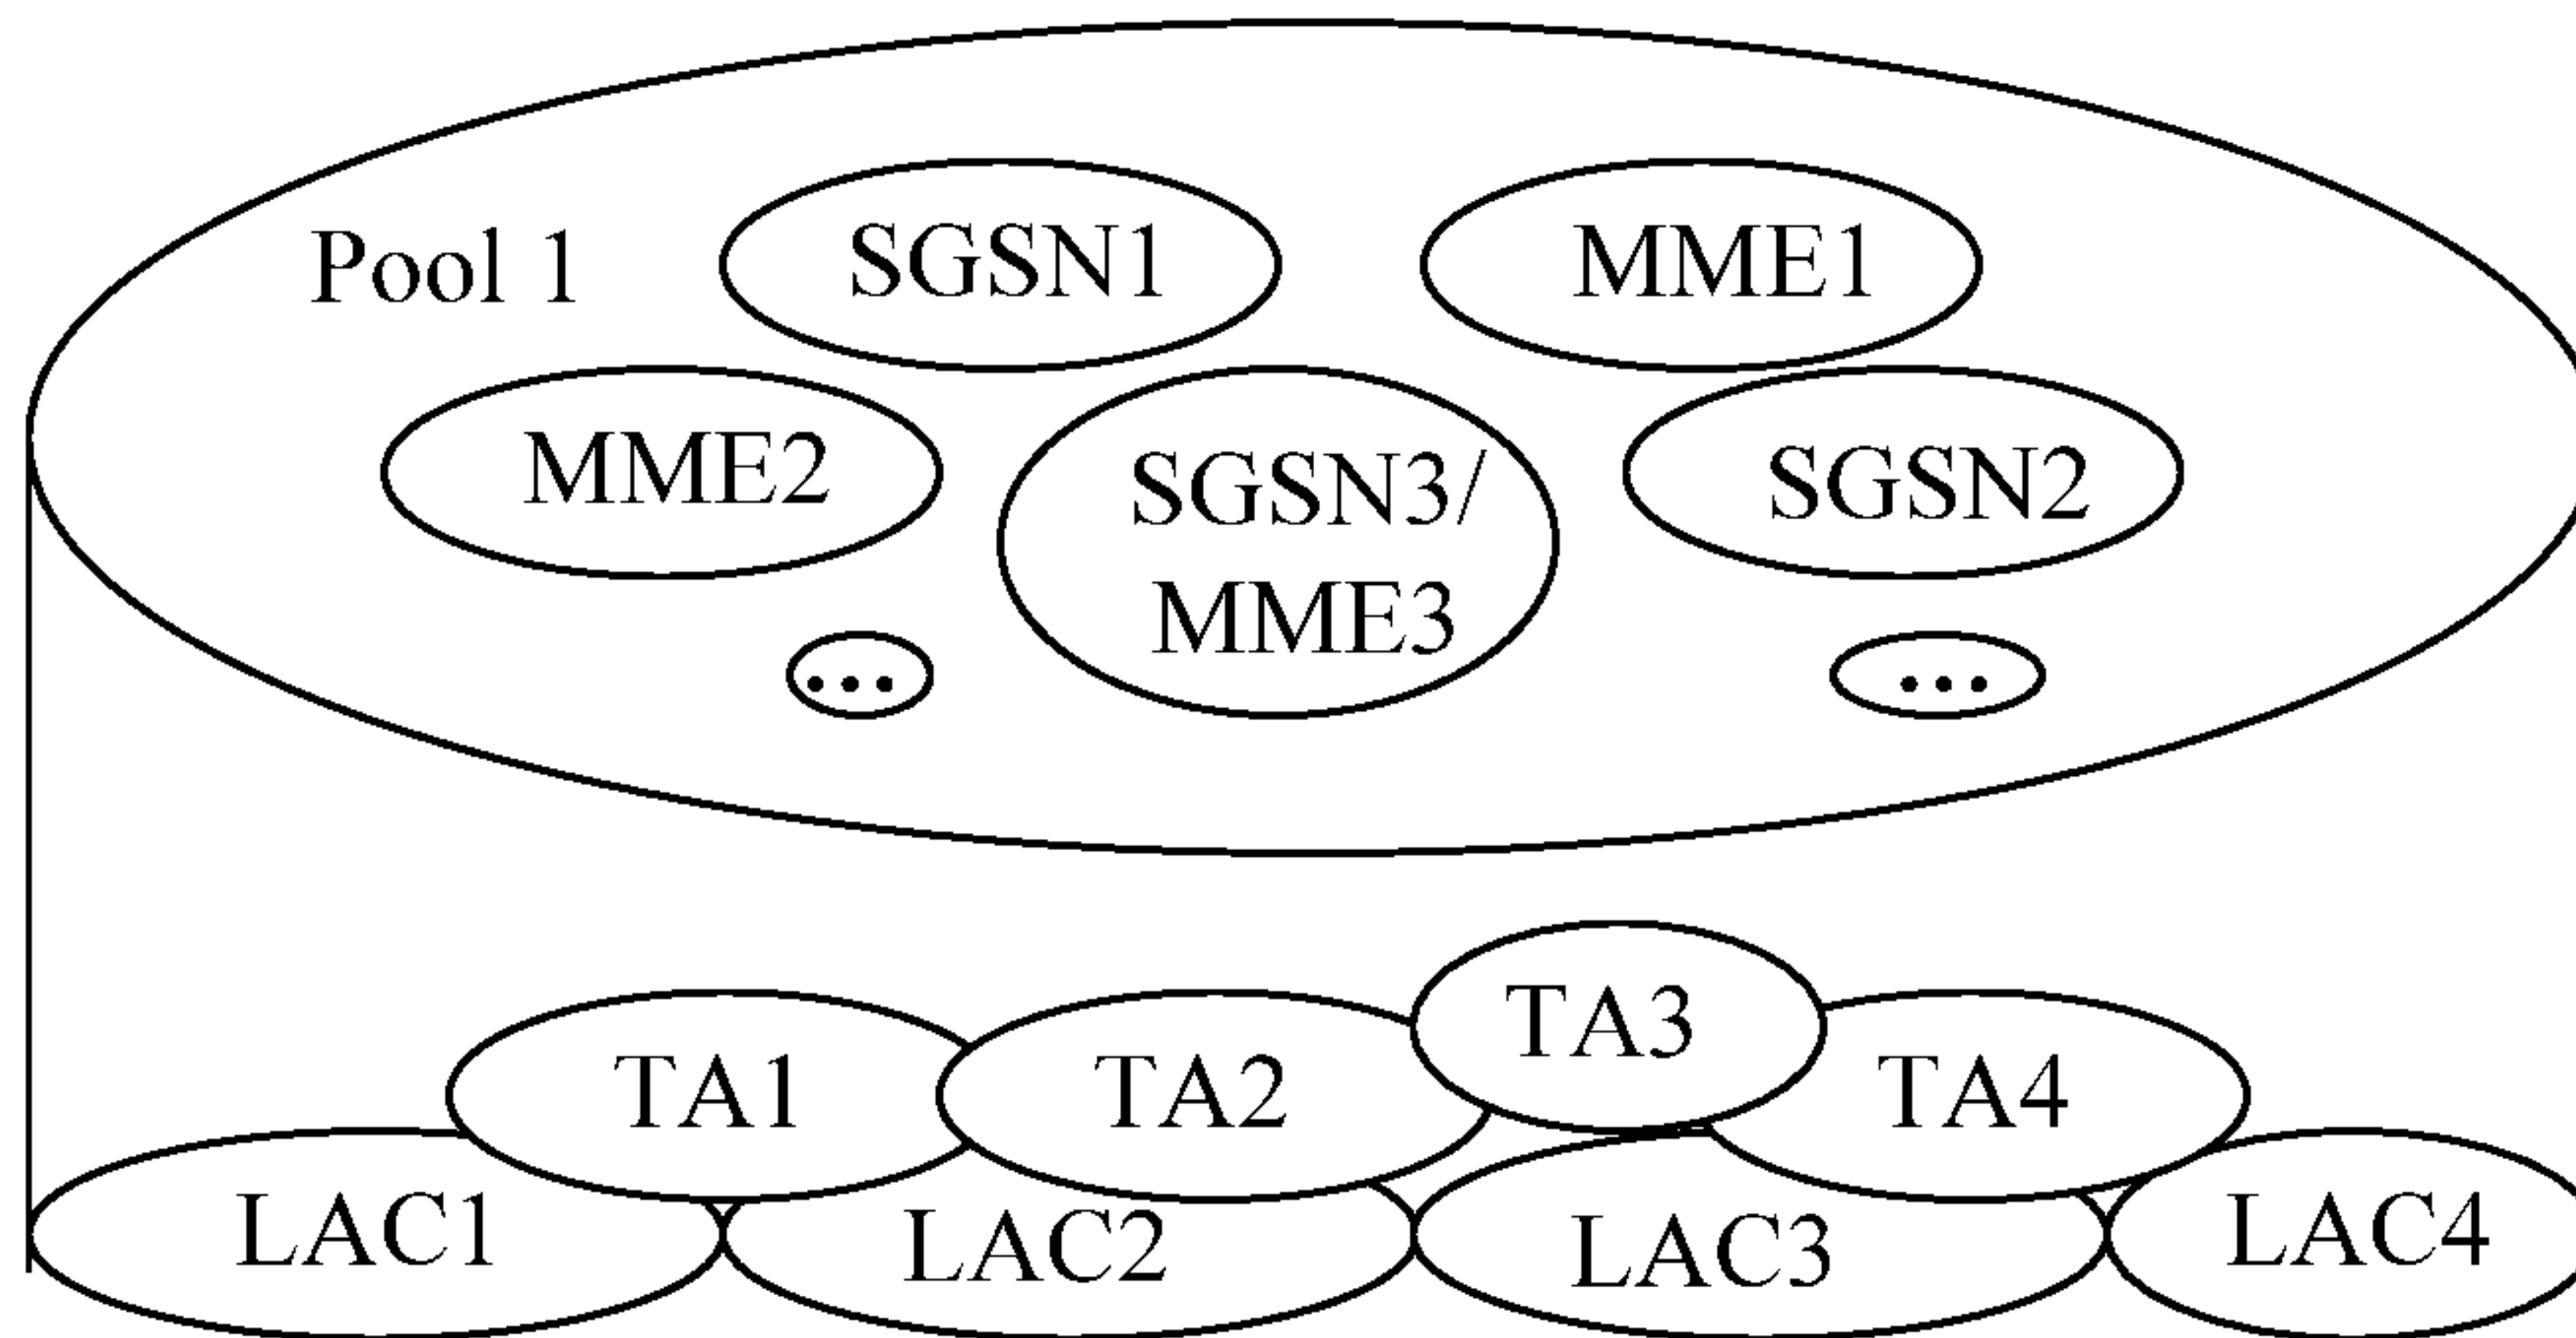 Pool 1
SGSN1
MME1
MME2
SGSN3/
MME3
SGSN2
...
...
TA1
TA2
TA3
TA4
LAC1
LAC2
LAC3
LAC4